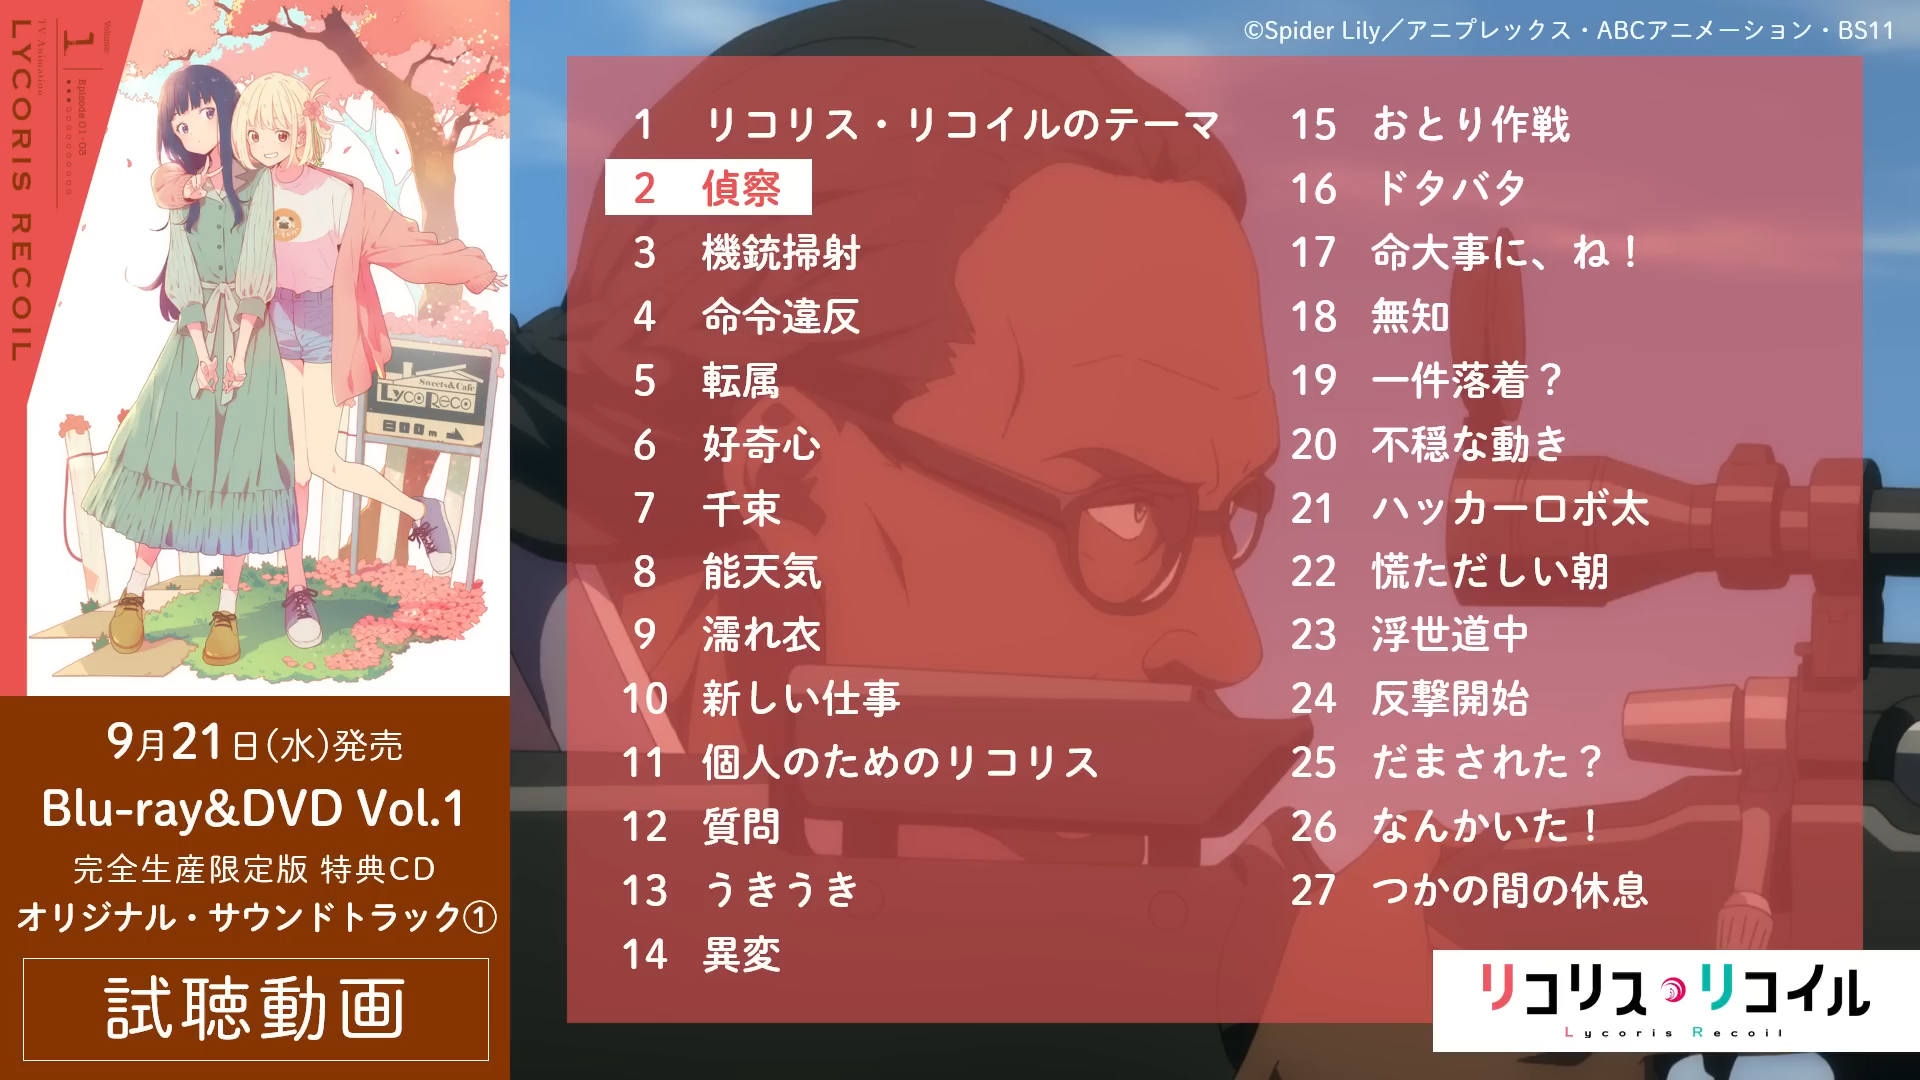 ©Spider Lily／アニプレックス・ABCアニメーション・BS11
Volume
1
TV Animation
Episode 01-03
LYCORIS RECOIL
Sweets&Cafe
Lyco Reco
800m
9月21日(水)発売
Blu-ray&DVD Vol.1
完全生産限定版 特典CD
オリジナル・サウンドトラック①
試聴動画
1 リコリス・リコイルのテーマ
2 偵察
3 機銃掃射
4 命令違反
5 転属
6 好奇心
7 千束
8 能天気
9 濡れ衣
10 新しい仕事
11 個人のためのリコリス
12 質問
13 うきうき
14 異変
15 おとり作戦
16 ドタバタ
17 命大事に、ね！
18 無知
19 一件落着？
20 不穏な動き
21 ハッカーロボ太
22 慌ただしい朝
23 浮世道中
24 反撃開始
25 だまされた？
26 なんかいた！
27 つかの間の休息
リコリス・リコイル
Lycoris Recoil